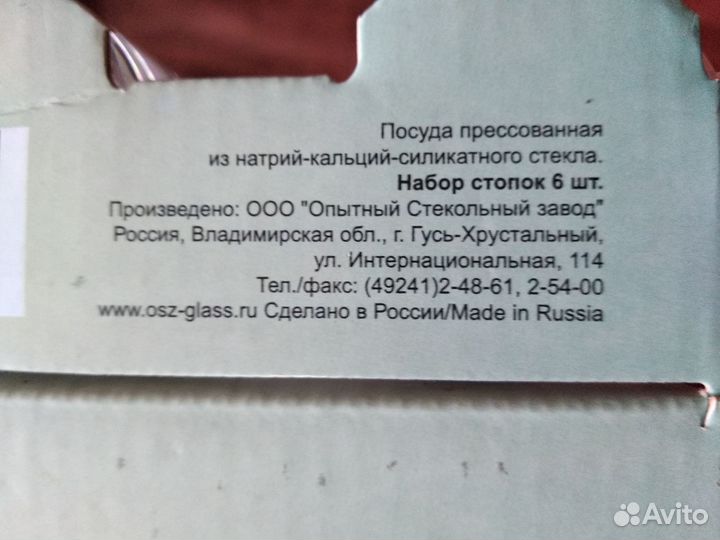 Посуда прессованная
из натрий-кальций-силикатного стекла.
Набор стопок 6 шт.
Произведено: ООО "Опытный Стекольный завод"
Россия, Владимирская обл., г. Гусь-Хрустальный,
ул. Интернациональная, 114
Тел./факс: (49241)2-48-61, 2-54-00
www.osz-glass.ru Сделано в России/Made in Russia
Avito